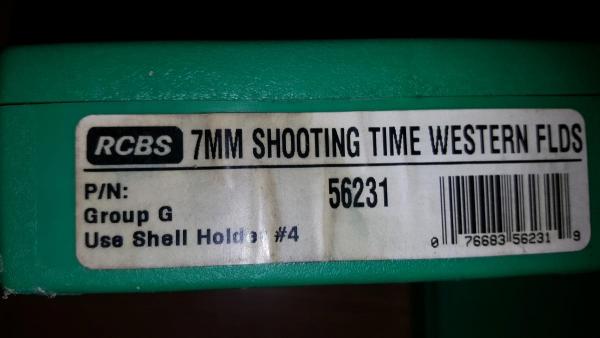 RCBS 7MM SHOOTING TIME WESTERN FLDS
P/N: 56231
Group G
Use Shell Holder #4
0 76683 56231 9